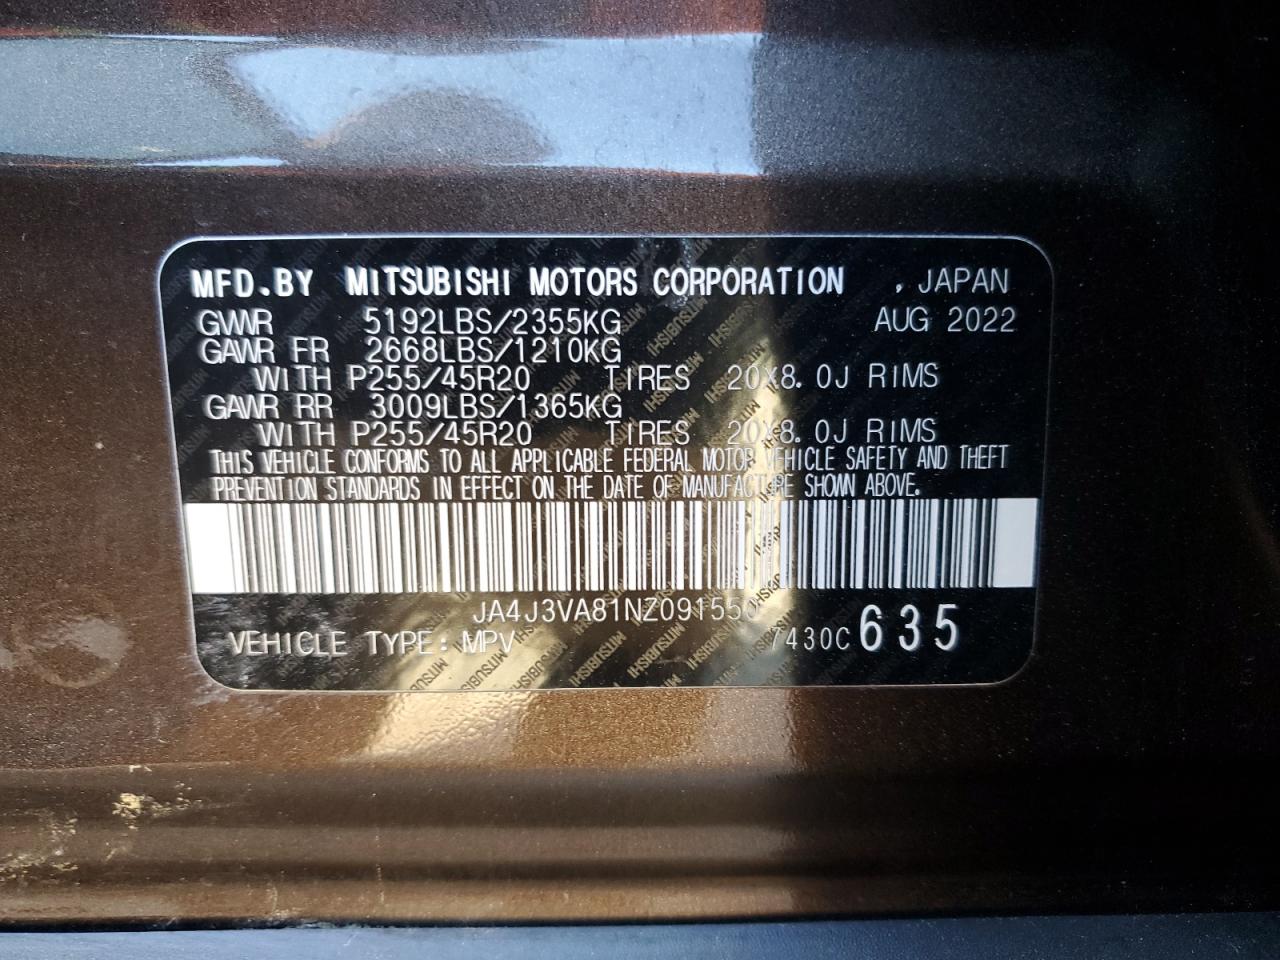 MFD.BY MITSUBISHI MOTORS CORPORATION , JAPAN
GWWR 5192LBS/2355KG AUG 2022
GAWR FR 2668LBS/1210KG
WITH P255/45R20 TIRES 20X8.0J RIMS
GAWR RR 3009LBS/1365KG
WITH P255/45R20 TIRES 20X8.0J RIMS
THIS VEHICLE CONFORMS TO ALL APPLICABLE FEDERAL MOTOR VEHICLE SAFETY AND THEFT
PREVENTION STANDARDS IN EFFECT ON THE DATE OF MANUFACTURE SHOWN ABOVE.
VEHICLE TYPE: MPV 7430C 635